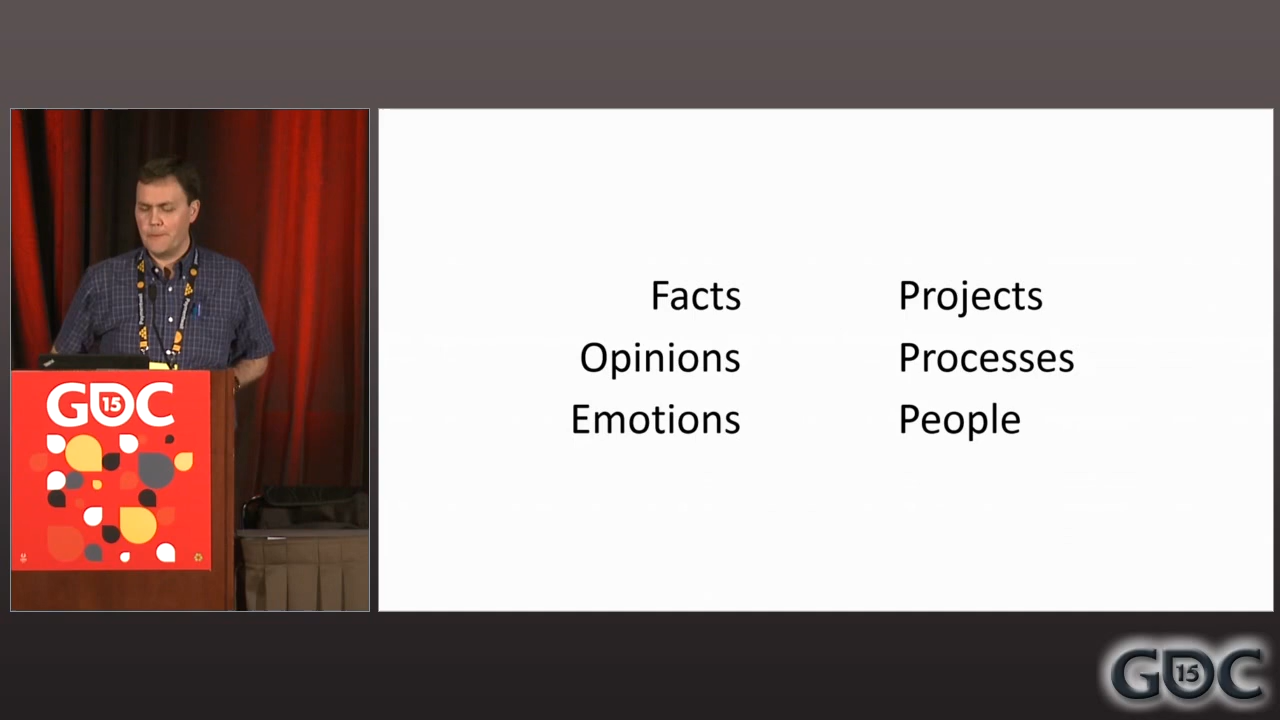 Facts
Projects
Opinions
Processes
Emotions
People
GDC
15
GDC
15